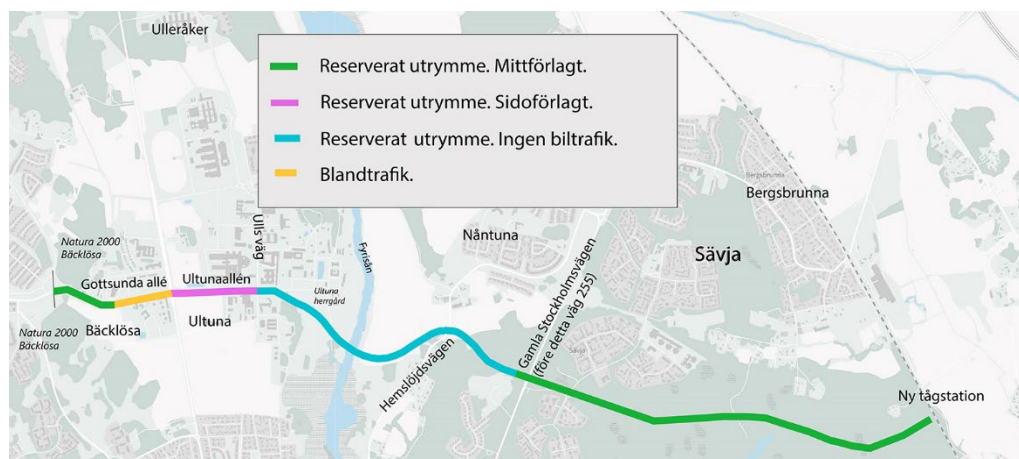 Ulleråker
Reserverat utrymme. Mittförlagt.
Reserverat utrymme. Sidoförlagt.
Reserverat utrymme. Ingen biltrafik.
Blandtrafik.
Bergsbrunna
Bergsbrunna
Ulls väg
Fyrisån
Nåntuna
Sävja
Natura 2000
Bäcklösa
Gottsunda allé
Ultunaallén
Ultuna
herrgård
Gamla Stockholmsvägen
(före detta väg 255)
Natura 2000
Bäcklösa
Bäcklösa
Ultuna
Hemslöjdsvägen
Sävja
Ny tågstation